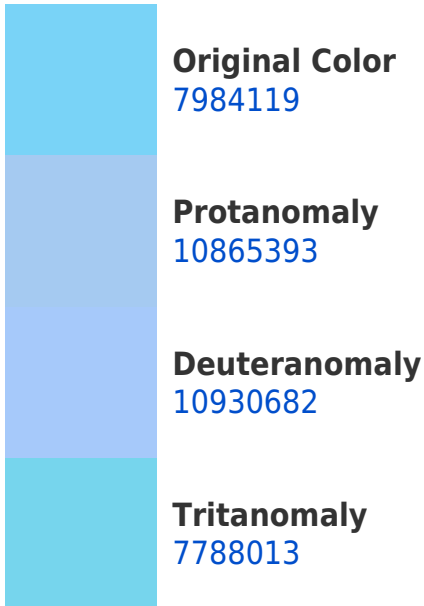 Original Color
7984119
Protanomaly
10865393
Deuteranomaly
10930682
Tritanomaly
7788013